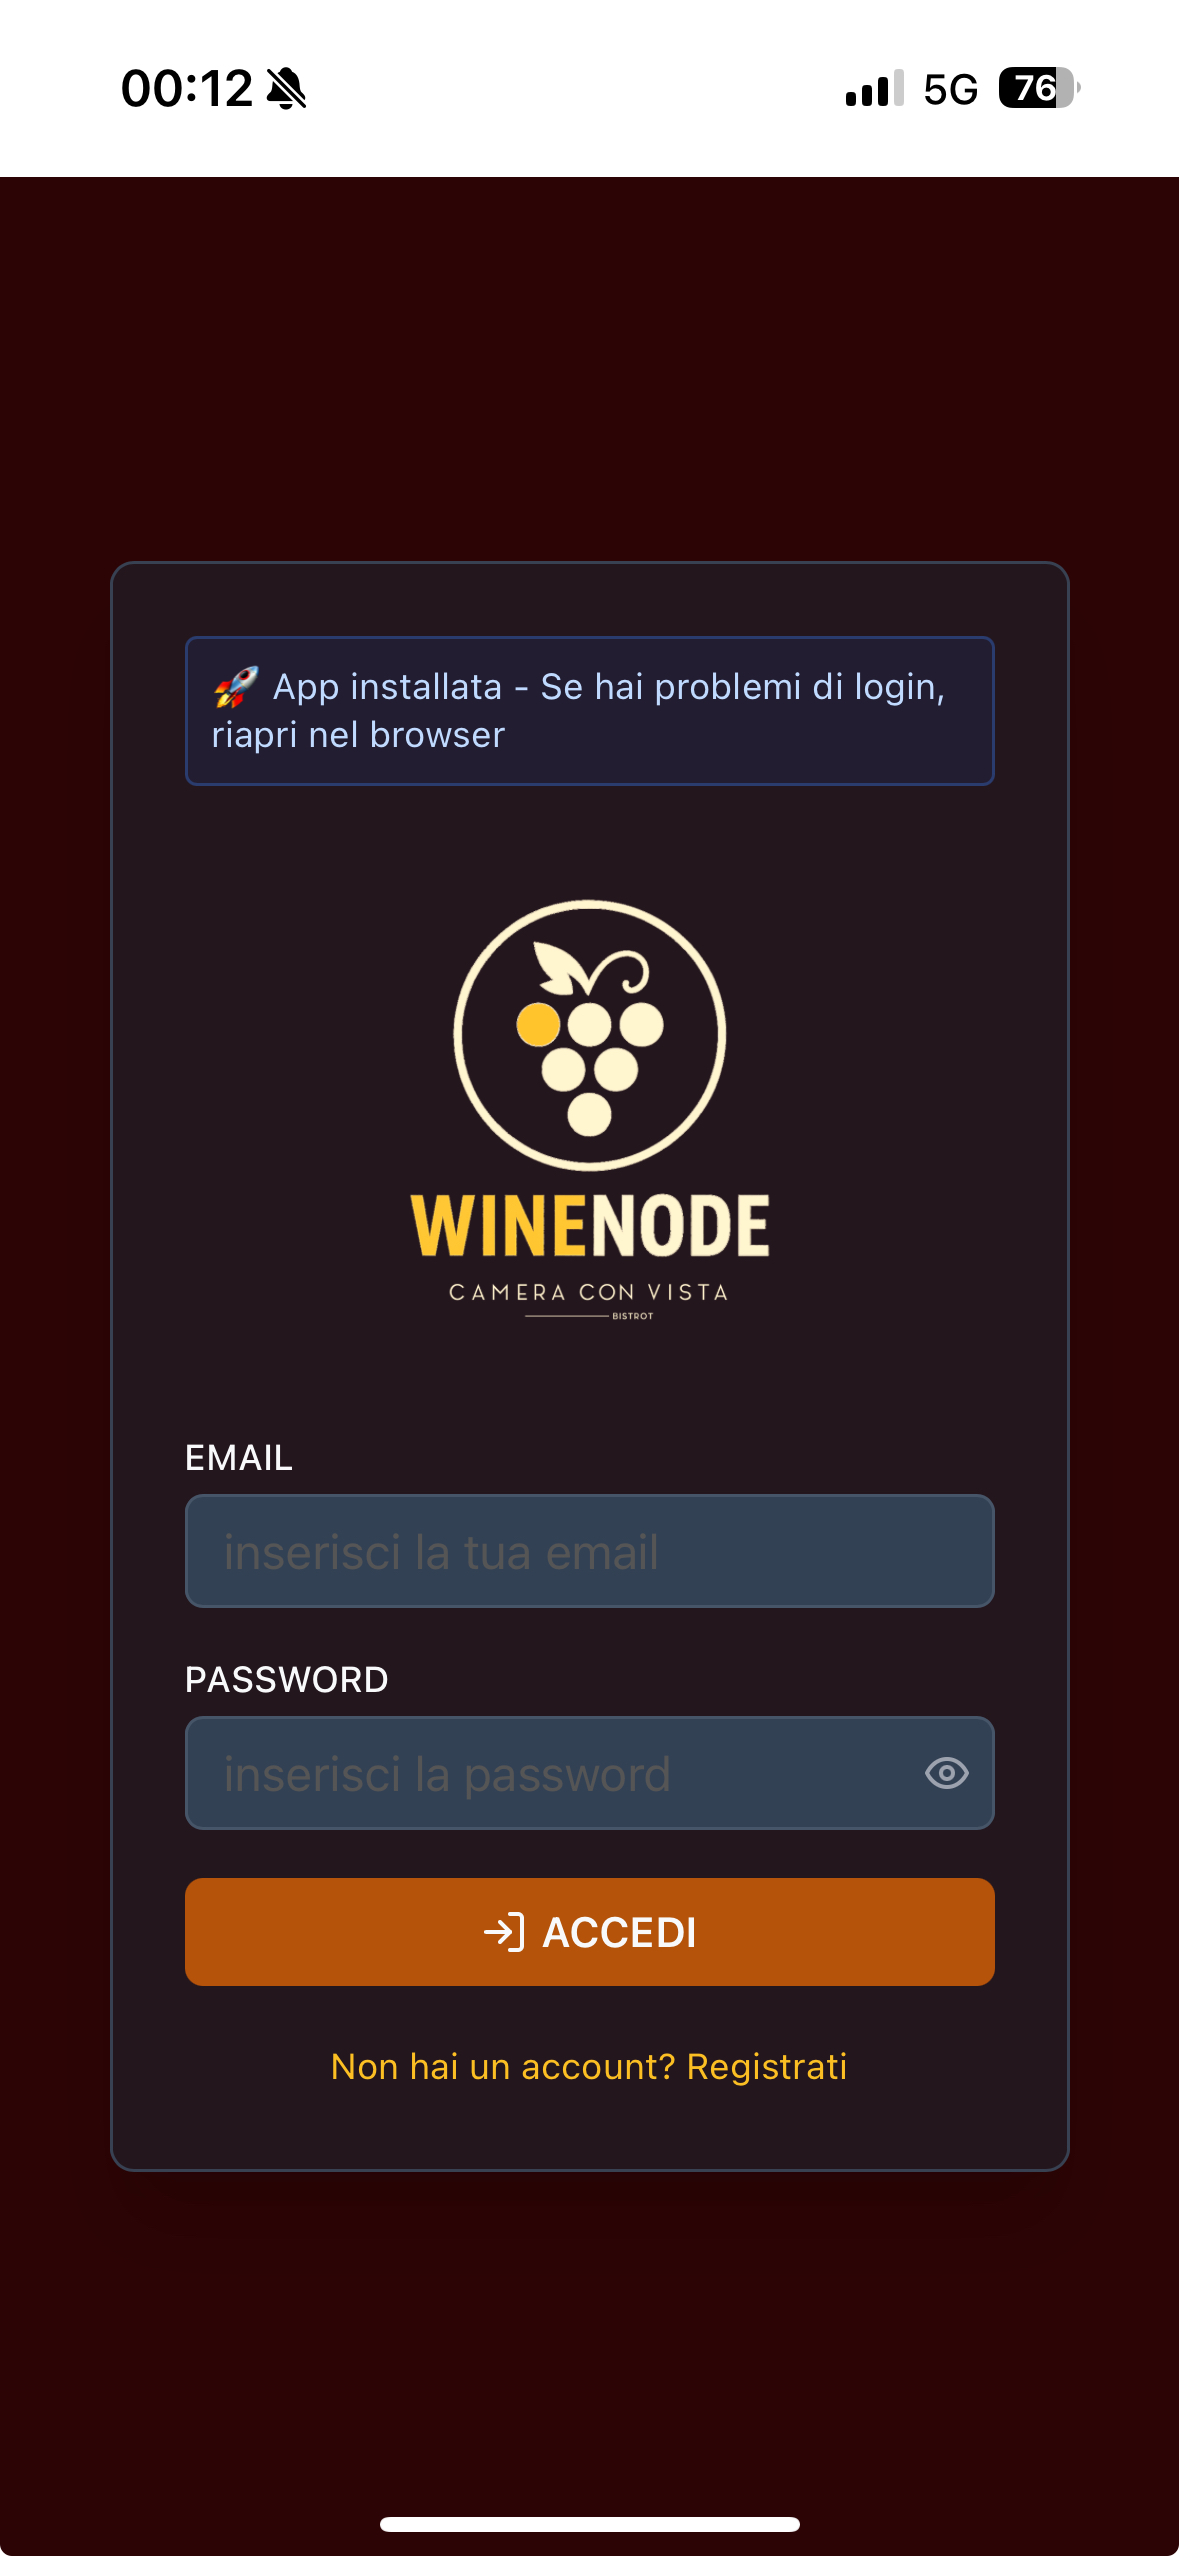 00:12
5G
76
🚀 App installata - Se hai problemi di login,
riapri nel browser
WINENODE
CAMERA CON VISTA
BISTROT
EMAIL
inserisci la tua email
PASSWORD
inserisci la password
ACCEDI
Non hai un account? Registrati